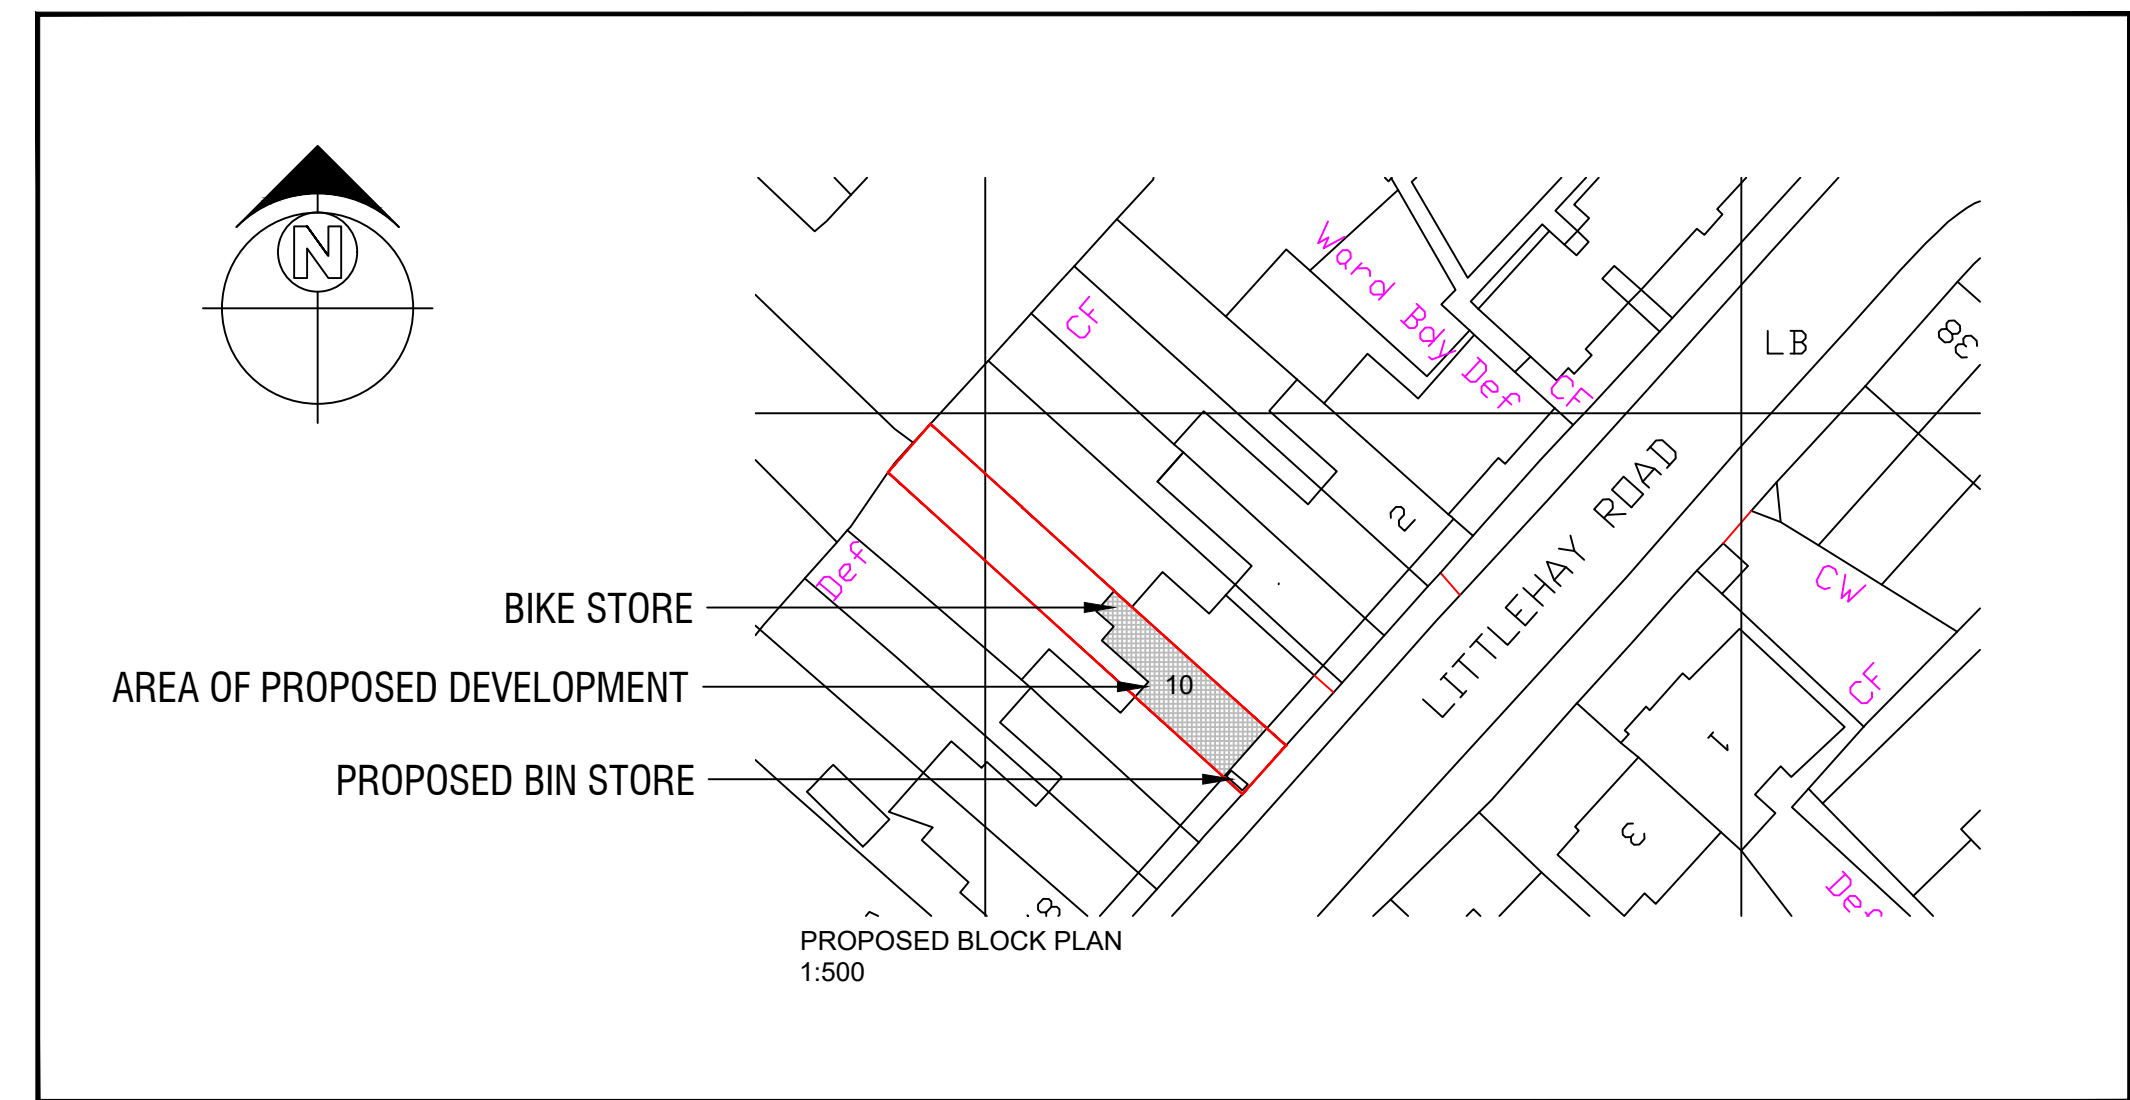 N
Ward Bdy Def
CF
CF
LB
38
2
LITTLEHAY ROAD
Def
CW
CF
BIKE STORE
AREA OF PROPOSED DEVELOPMENT
10
PROPOSED BIN STORE
1
3
Def
PROPOSED BLOCK PLAN
1:500